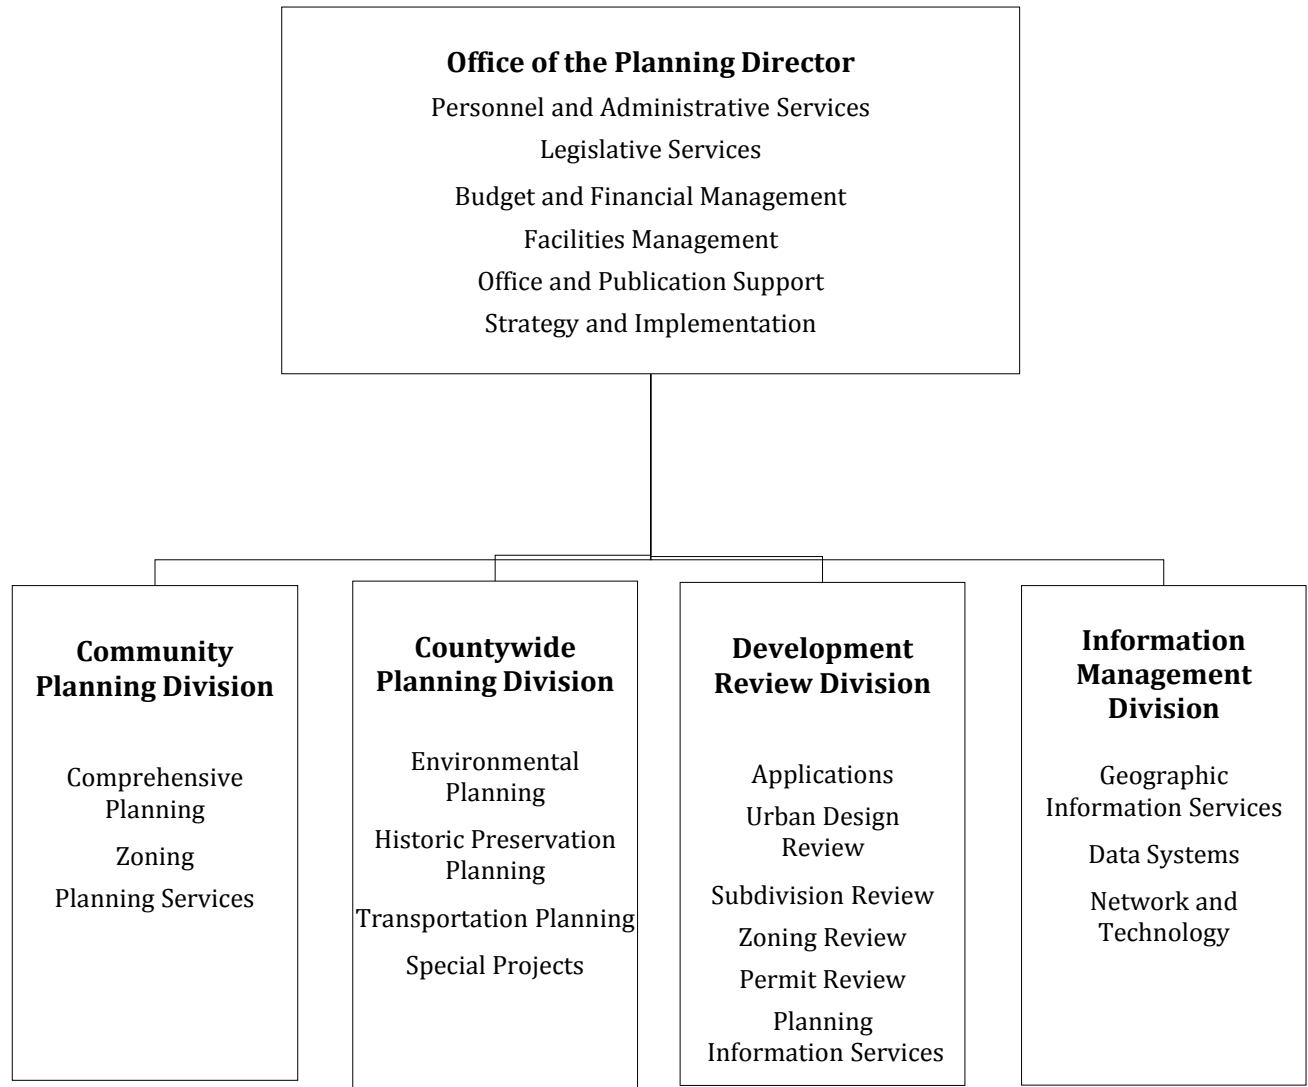 Office of the Planning Director
Personnel and Administrative Services
Legislative Services
Budget and Financial Management
Facilities Management
Office and Publication Support
Strategy and Implementation
Community
Planning Division
Comprehensive
Planning
Zoning
Planning Services
Countywide
Planning Division
Environmental
Planning
Historic Preservation
Planning
Transportation Planning
Special Projects
Development
Review Division
Applications
Urban Design
Review
Subdivision Review
Zoning Review
Permit Review
Planning
Information Services
Information
Management
Division
Geographic
Information Services
Data Systems
Network and
Technology